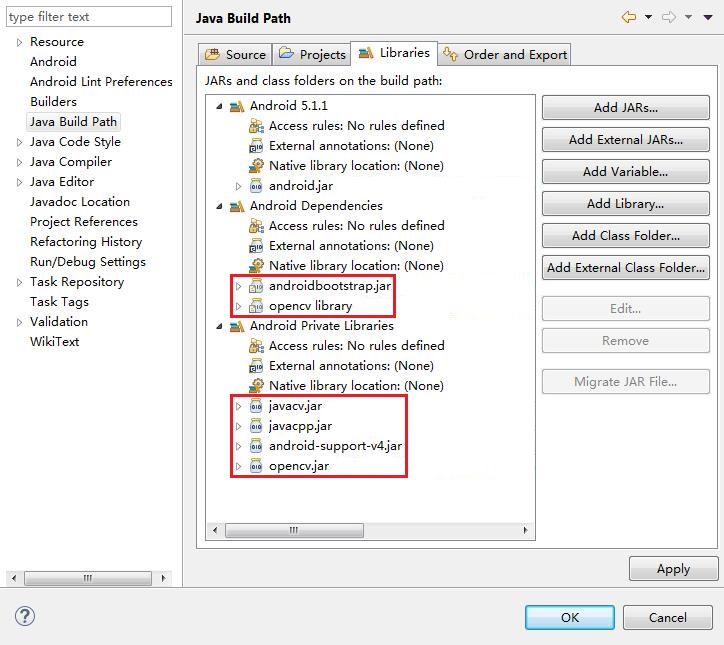 type filter text
Resource
Android
Android Lint Preferences
Builders
Java Build Path
Java Code Style
Java Compiler
Java Editor
Javadoc Location
Project References
Refactoring History
Run/Debug Settings
Task Repository
Task Tags
Validation
WikiText
Java Build Path
Source Projects Libraries Order and Export
JARs and class folders on the build path:
Android 5.1.1
Access rules: No rules defined
External annotations: (None)
Native library location: (None)
android.jar
Android Dependencies
Access rules: No rules defined
External annotations: (None)
Native library location: (None)
androidbootstrap.jar
opencv library
Android Private Libraries
Access rules: No rules defined
External annotations: (None)
Native library location: (None)
javacv.jar
javacpp.jar
android-support-v4.jar
opencv.jar
Add JARs...
Add External JARs...
Add Variable...
Add Library...
Add Class Folder...
Add External Class Folder...
Edit...
Remove
Migrate JAR File...
Apply
OK
Cancel